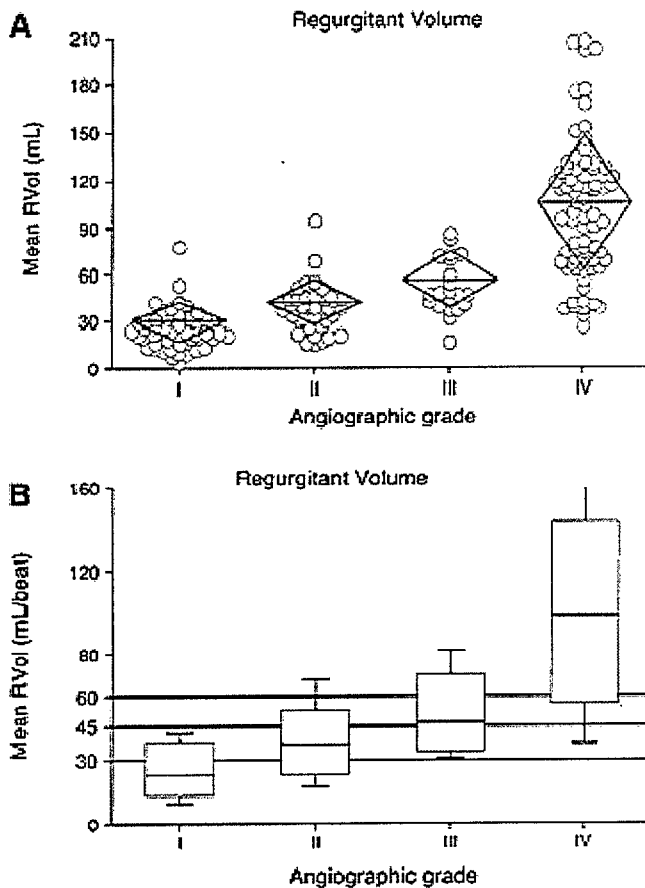 A
Regurgitant Volume
Mean RVol (mL)
210
180
150
120
90
60
30
0
I
II
III
IV
Angiographic grade
B
Regurgitant Volume
Mean RVol (mL/beat)
160
80
60
45
30
0
I
II
III
IV
Angiographic grade